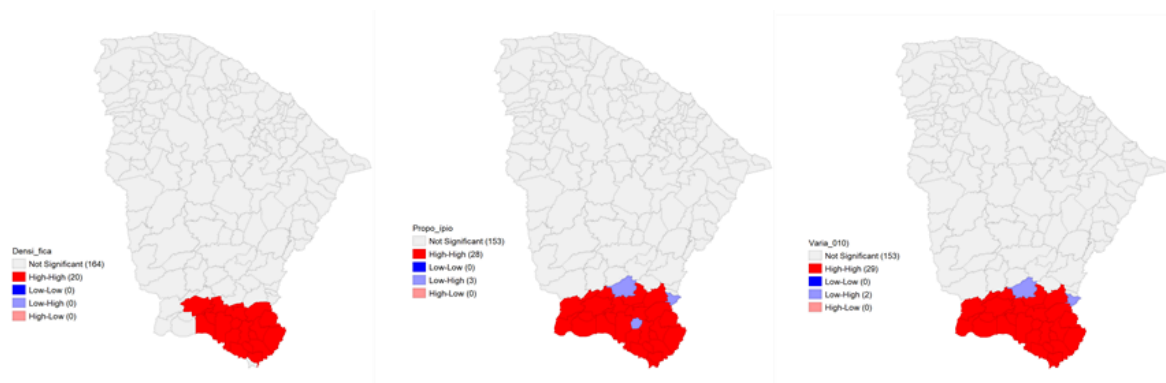 Densi_fica
Not Significant (164)
High-High (20)
Low-Low (0)
Low-High (0)
High-Low (0)
Propo_ípio
Not Significant (153)
High-High (28)
Low-Low (0)
Low-High (3)
High-Low (0)
Varia_010)
Not Significant (153)
High-High (29)
Low-Low (0)
Low-High (2)
High-Low (0)